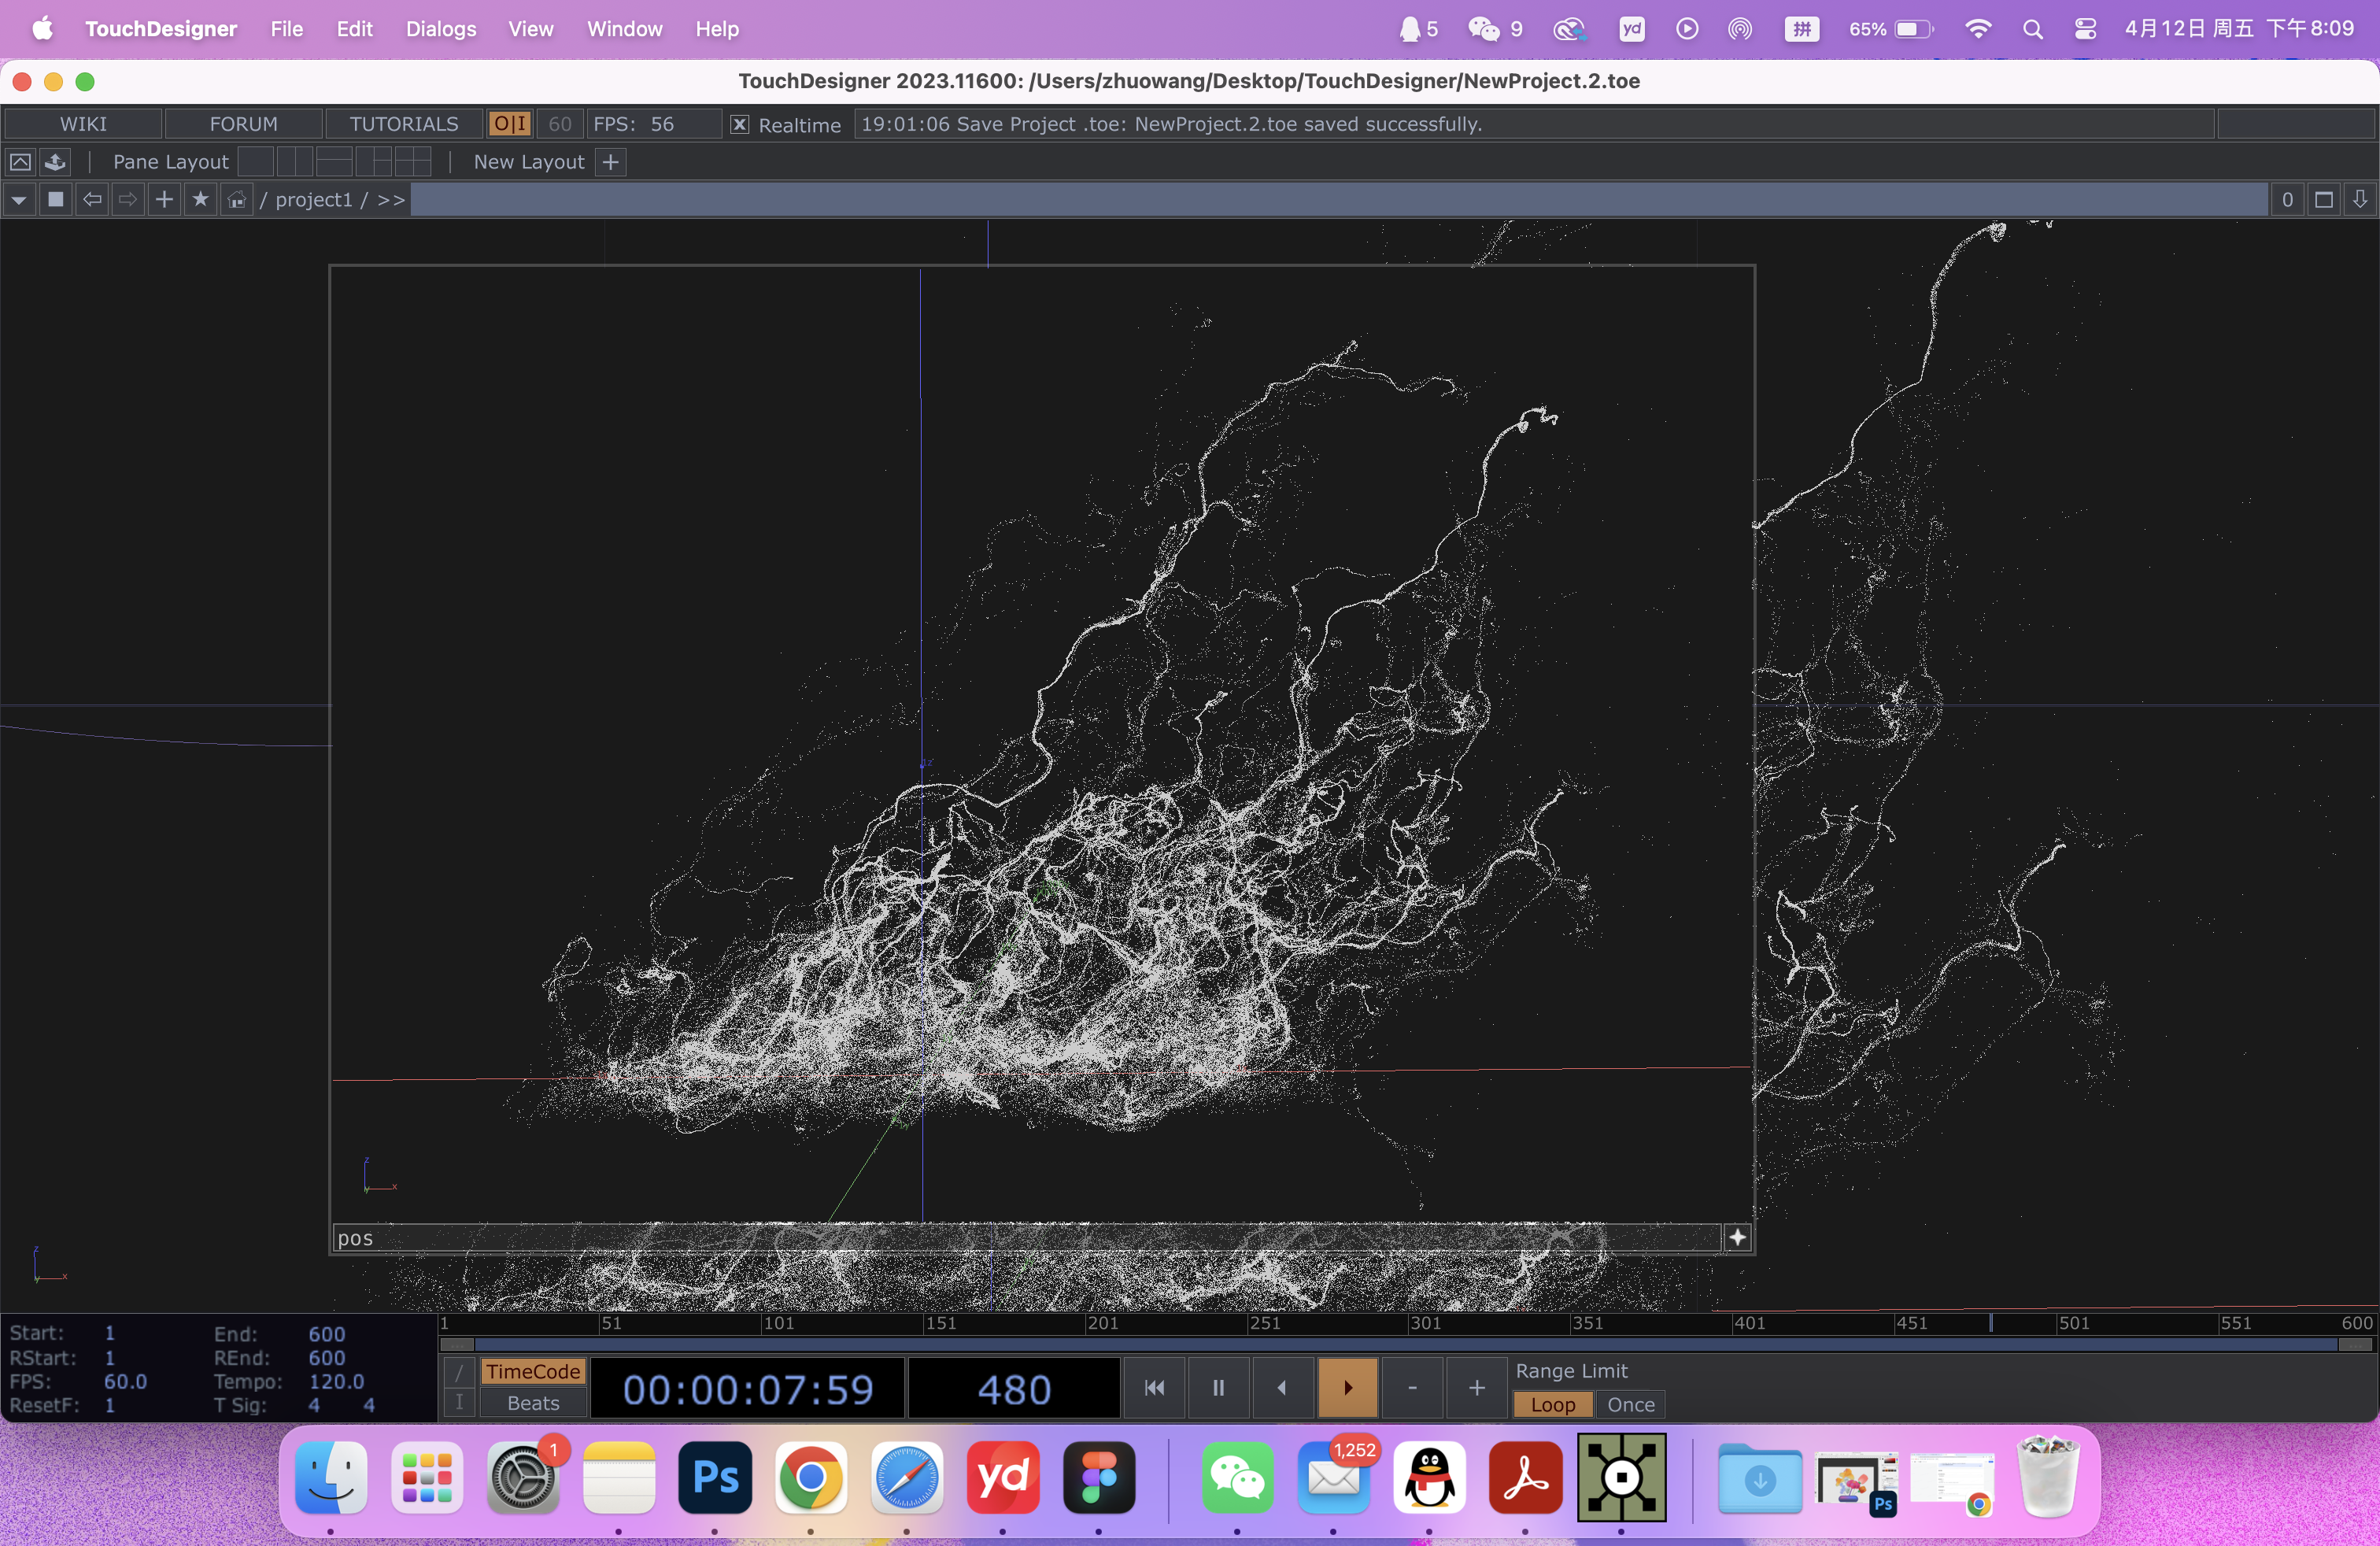 TouchDesigner File Edit Dialogs View Window Help 5 9 yd 拼 65% 4月12日 周五 下午8:09
TouchDesigner 2023.11600: /Users/zhuowang/Desktop/TouchDesigner/NewProject.2.toe
WIKI FORUM TUTORIALS O|I 60 FPS: 56 X Realtime 19:01:06 Save Project .toe: NewProject.2.toe saved successfully.
Pane Layout New Layout +
/ project1 / >> 0
z
x
y
pos
z
x
y
1 51 101 151 201 251 301 351 401 451 501 551 600
Start: 1 End: 600
RStart: 1 REnd: 600
FPS: 60.0 Tempo: 120.0
ResetF: 1 T Sig: 4 4
/ TimeCode 00:00:07:59 480 - + Range Limit
I Beats Loop Once
1 Ps yd 1,252 Ps